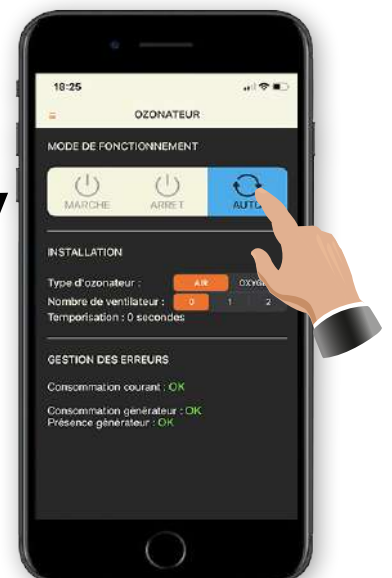 18:25
OZONATEUR
MODE DE FONCTIONNEMENT
MARCHE ARRET
INSTALLATION
Type d'ozonateur : AIR
Nombre de ventilateur : 0 1 2
Temporisation : 0 secondes
GESTION DES ERREURS
Consommation courant : OK
Consommation générateur : OK
Présence générateur : OK